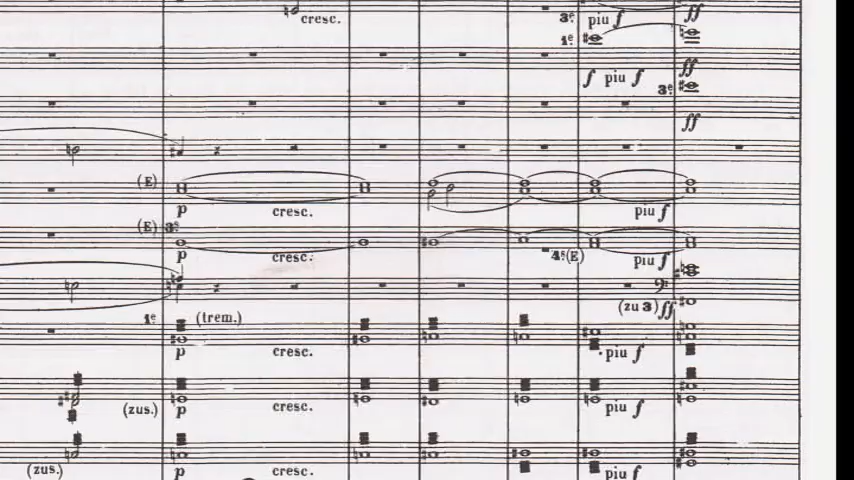 3e piu f ff
cresc.
1e
f piu f ff
3e
ff
(E)
p cresc. piu f
(E) 3e
p cresc. 4e(E) piu f
(zu 3) ff
1e (trem.)
p cresc. piu f
(zus.) p cresc. piu f
(zus.) p cresc. piu f